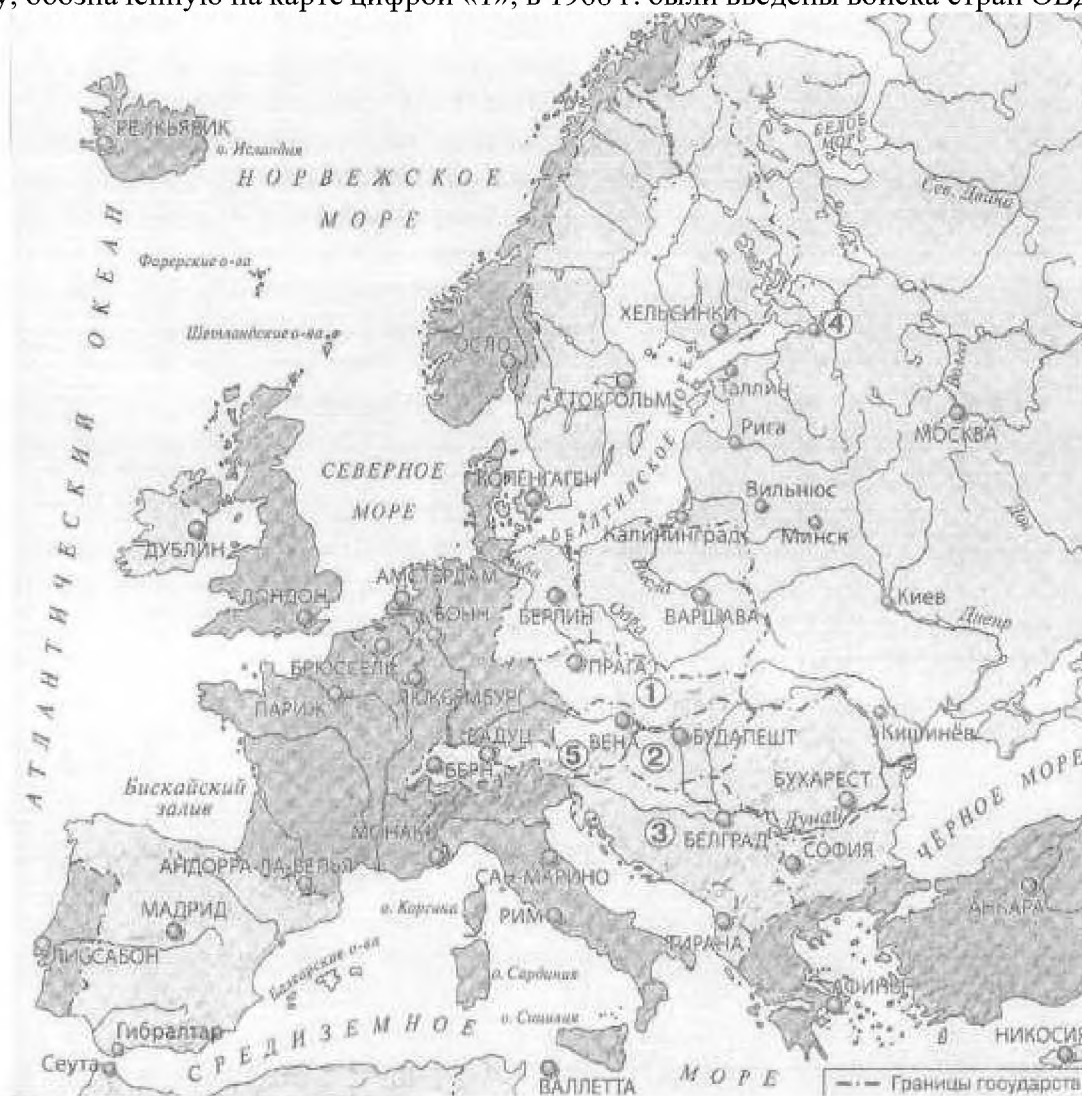 у, обозначенную на карте цифрой «1», в 1968 г. были введены войска стран ОВД
РЕЙКЬЯВИК
о. Исландия
НОРВЕЖСКОЕ
МОРЕ
БЕЛОЕ
МОРЕ
Сев. Двина
Фарерские о-ва
Шетландские о-ва
АТЛАНТИЧЕСКИЙ ОКЕАН
ХЕЛЬСИНКИ
4
ОСЛО
СТОКГОЛЬМ
Таллин
Волга
МОСКВА
Рига
СЕВЕРНОЕ
МОРЕ
КОПЕНГАГЕН
БАЛТИЙСКОЕ МОРЕ
Вильнюс
Калининград
Минск
Дон
ДУБЛИН
АМСТЕРДАМ
ЛОНДОН
БОНН
Эльба
БЕРЛИН
Одра
Висла
ВАРШАВА
Киев
Днепр
БРЮССЕЛЬ
ПРАГА
ЛЮКСЕМБУРГ
ПАРИЖ
1
ВАДУЦ
ВЕНА
5
2
БУДАПЕШТ
Кишинёв
БЕРН
БУХАРЕСТ
Бискайский
залив
МОНАКО
3
БЕЛГРАД
Дунай
СОФИЯ
ЧЕРНОЕ МОРЕ
АНДОРРА-ЛА-ВЕЛЬЯ
САН-МАРИНО
МАДРИД
о. Корсика
РИМ
ТИРАНА
АНКАРА
ЛИССАБОН
Балеарские о-ва
о. Сардиния
АФИНЫ
Гибралтар
о. Сицилия
Сеута
СРЕДИЗЕМНОЕ
МОРЕ
ВАЛЛЕТТА
НИКОСИЯ
Границы государств